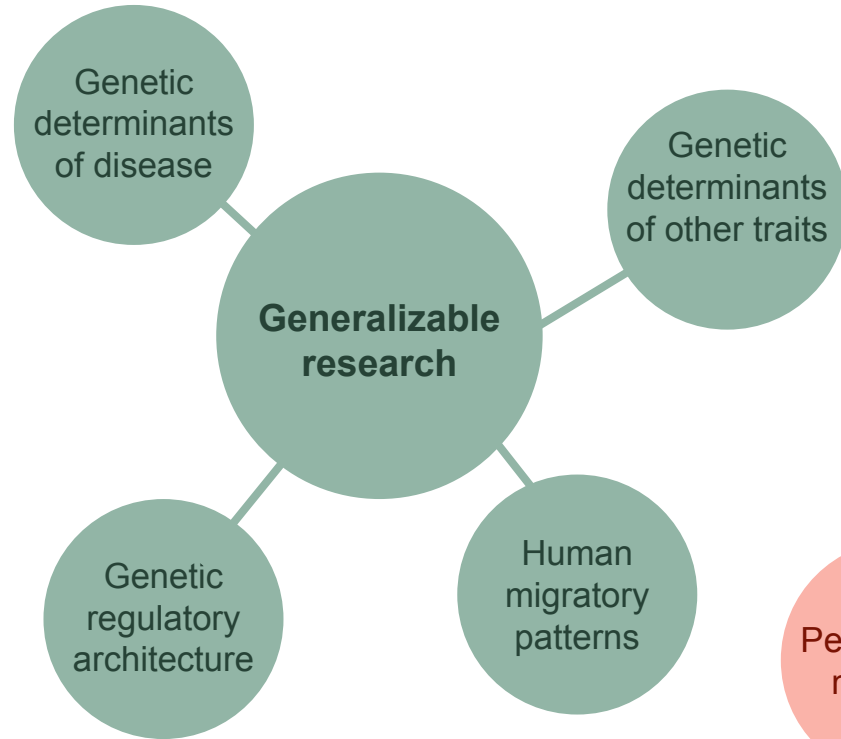 Genetic
determinants
of disease
Genetic
determinants
of other traits
Generalizable
research
Genetic
regulatory
architecture
Human
migratory
patterns